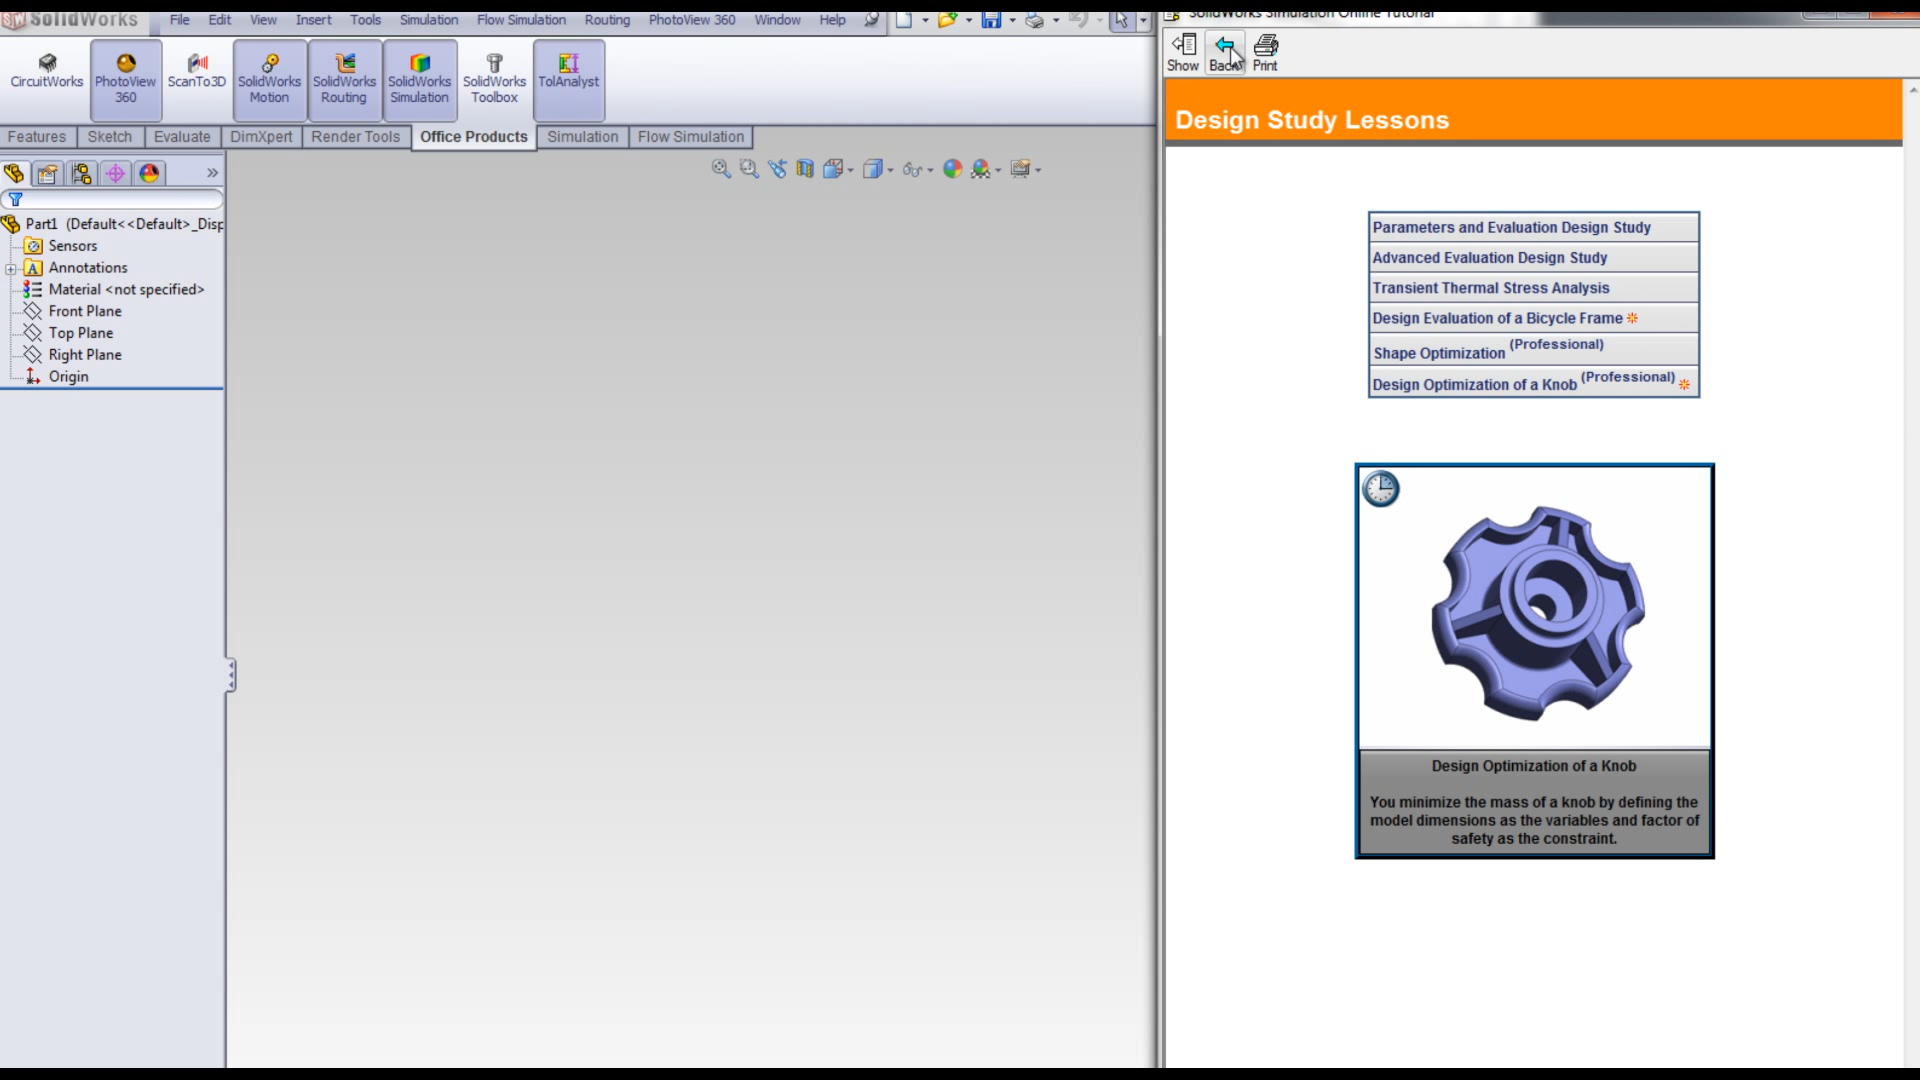 SolidWorks File Edit View Insert Tools Simulation Flow Simulation Routing PhotoView 360 Window Help
SolidWorks Simulation Online Tutorial
CircuitWorks
PhotoView
360
ScanTo3D
SolidWorks
Motion
SolidWorks
Routing
SolidWorks
Simulation
SolidWorks
Toolbox
TolAnalyst
Show Back Print
Features Sketch Evaluate DimXpert Render Tools Office Products Simulation Flow Simulation
Part1 (Default<<Default>_Disp
Sensors
Annotations
Material <not specified>
Front Plane
Top Plane
Right Plane
Origin
Design Study Lessons
Parameters and Evaluation Design Study
Advanced Evaluation Design Study
Transient Thermal Stress Analysis
Design Evaluation of a Bicycle Frame
Shape Optimization (Professional)
Design Optimization of a Knob (Professional)
Design Optimization of a Knob
You minimize the mass of a knob by defining the
model dimensions as the variables and factor of
safety as the constraint.